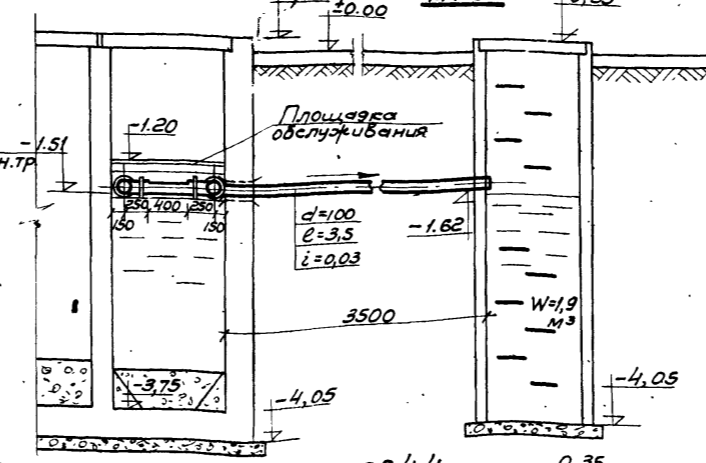 ±0.00
Площадка
обслуживания
-1.20
-1.51
н.тр
250 400 250
150
150
d=100
ℓ=3,5
i=0,03
-1.62
3500
W=1,9
м³
-3,75
-4,05
-4,05
0,35